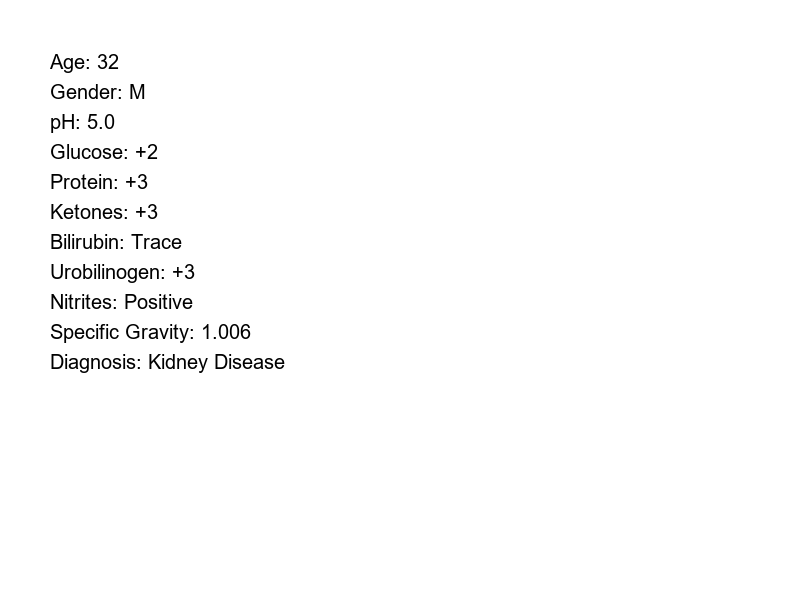 Age: 32
Gender: M
pH: 5.0
Glucose: +2
Protein: +3
Ketones: +3
Bilirubin: Trace
Urobilinogen: +3
Nitrites: Positive
Specific Gravity: 1.006
Diagnosis: Kidney Disease